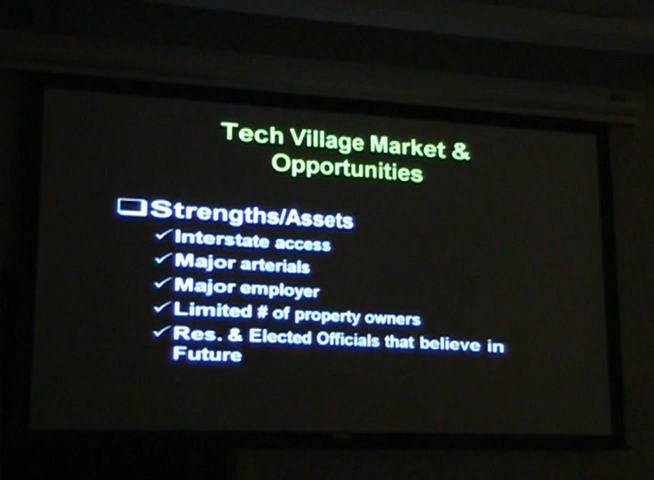 Tech Village Market &
Opportunities
Strengths/Assets
Interstate access
Major arterials
Major employer
Limited # of property owners
Res. & Elected Officials that believe in
Future